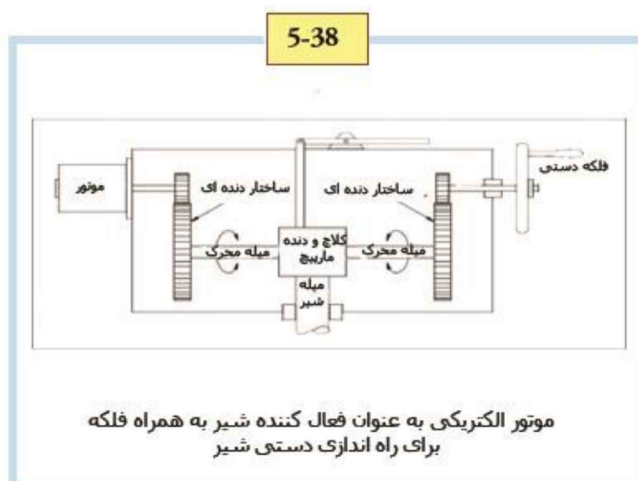 5-38
فلکه دستی
موتور
ساختار دنده ای
ساختار دنده ای
کلاچ و دنده
مارپیچ
میله محرک
میله محرک
میله
شیر
موتور الکتریکی به عنوان فعال کننده شیر به همراه فلکه
برای راه اندازی دستی شیر